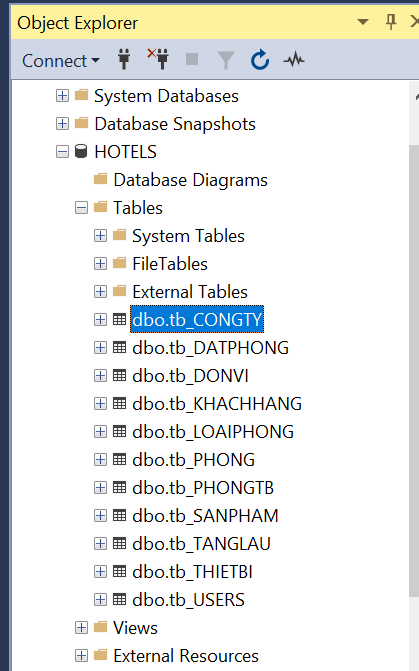 Object Explorer
Connect
System Databases
Database Snapshots
HOTELS
Database Diagrams
Tables
System Tables
FileTables
External Tables
dbo.tb_CONGTY
dbo.tb_DATPHONG
dbo.tb_DONVI
dbo.tb_KHACHHANG
dbo.tb_LOAIPHONG
dbo.tb_PHONG
dbo.tb_PHONGTB
dbo.tb_SANPHAM
dbo.tb_TANGLAU
dbo.tb_THIETBI
dbo.tb_USERS
Views
External Resources